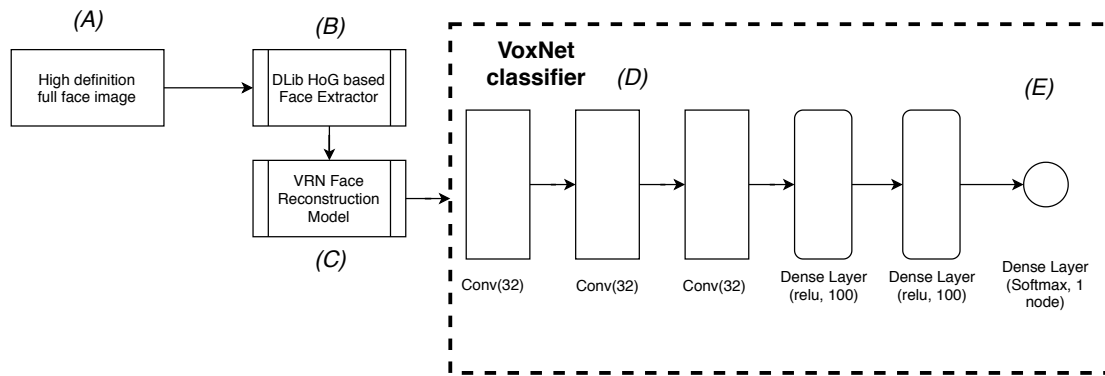 (A)
High definition
full face image
(B)
DLib HoG based
Face Extractor
VRN Face
Reconstruction
Model
(C)
VoxNet
classifier
(D)
(E)
Conv(32)
Conv(32)
Conv(32)
Dense Layer
(relu, 100)
Dense Layer
(relu, 100)
Dense Layer
(Softmax, 1
node)